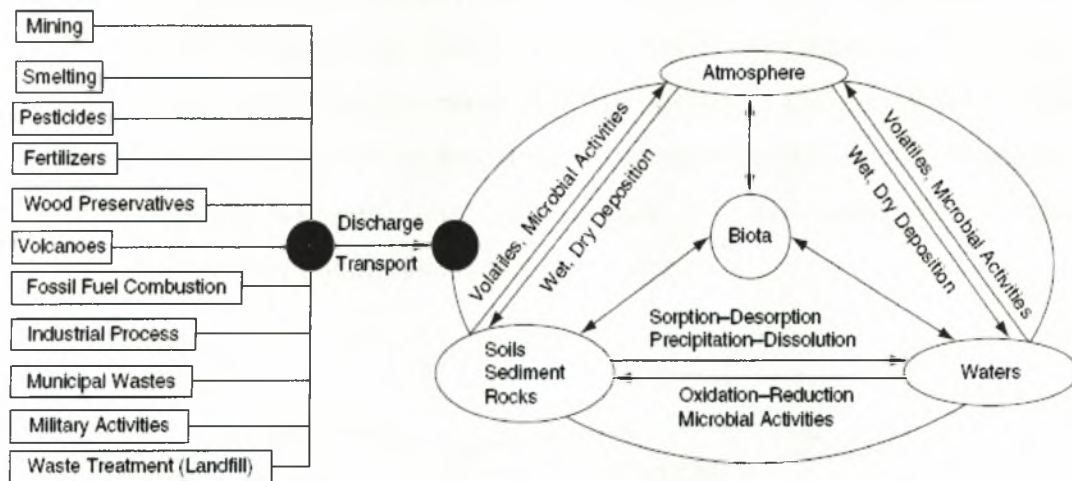 Mining
Smelting
Pesticides
Fertilizers
Wood Preservatives
Volcanoes
Fossil Fuel Combustion
Industrial Process
Municipal Wastes
Military Activities
Waste Treatment (Landfill)
Discharge
Transport
Atmosphere
Volatiles, Microbial Activities
Wet, Dry Deposition
Biota
Wet, Dry Deposition
Volatiles, Microbial Activities
Soils
Sediment
Rocks
Sorption–Desorption
Precipitation–Dissolution
Oxidation–Reduction
Microbial Activities
Waters